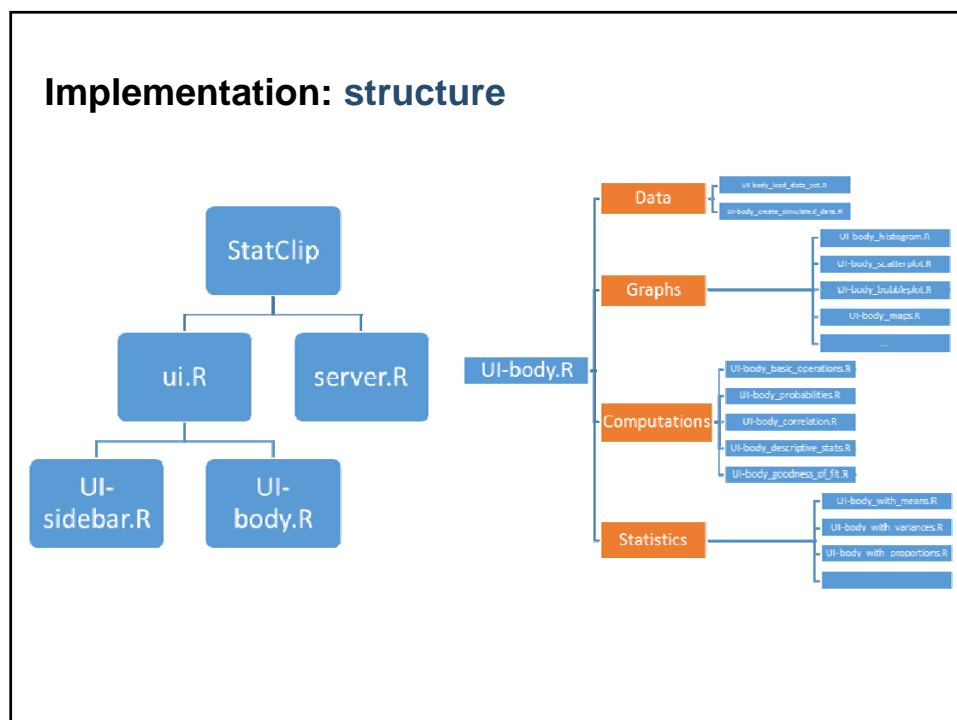 Implementation: structure
StatClip
ui.R
server.R
UI-
sidebar.R
UI-
body.R
UI-body.R
Data
UI-body_load_data_set.R
UI-body_create_simulated_data.R
Graphs
UI-body_histogram.R
UI-body_scatterplot.R
UI-body_bubbleplot.R
UI-body_maps.R
...
Computations
UI-body_basic_operations.R
UI-body_probabilities.R
UI-body_correlation.R
UI-body_descriptive_stats.R
UI-body_goodness_of_fit.R
Statistics
UI-body_with_means.R
UI-body_with_variances.R
UI-body_with_proportions.R